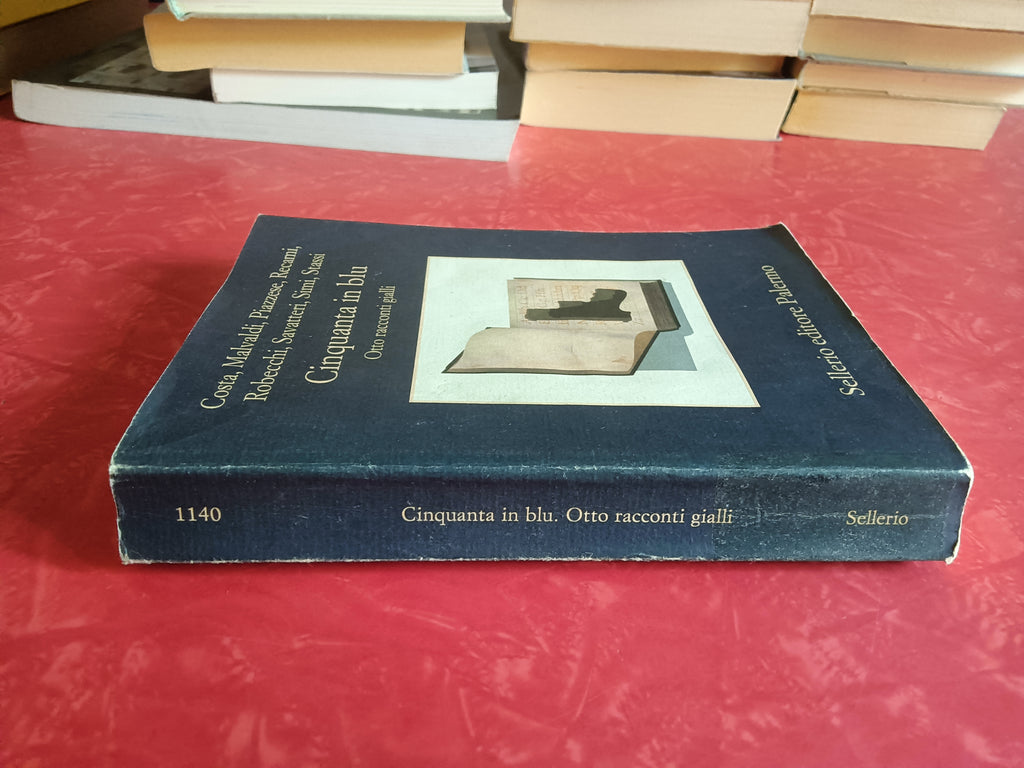 Costa, Malvaldi, Piazzese, Recami,
Robecchi, Savatteri, Simi, Stassi
Cinquanta in blu
Otto racconti gialli
Sellerio editore Palermo
1140
Cinquanta in blu. Otto racconti gialli
Sellerio